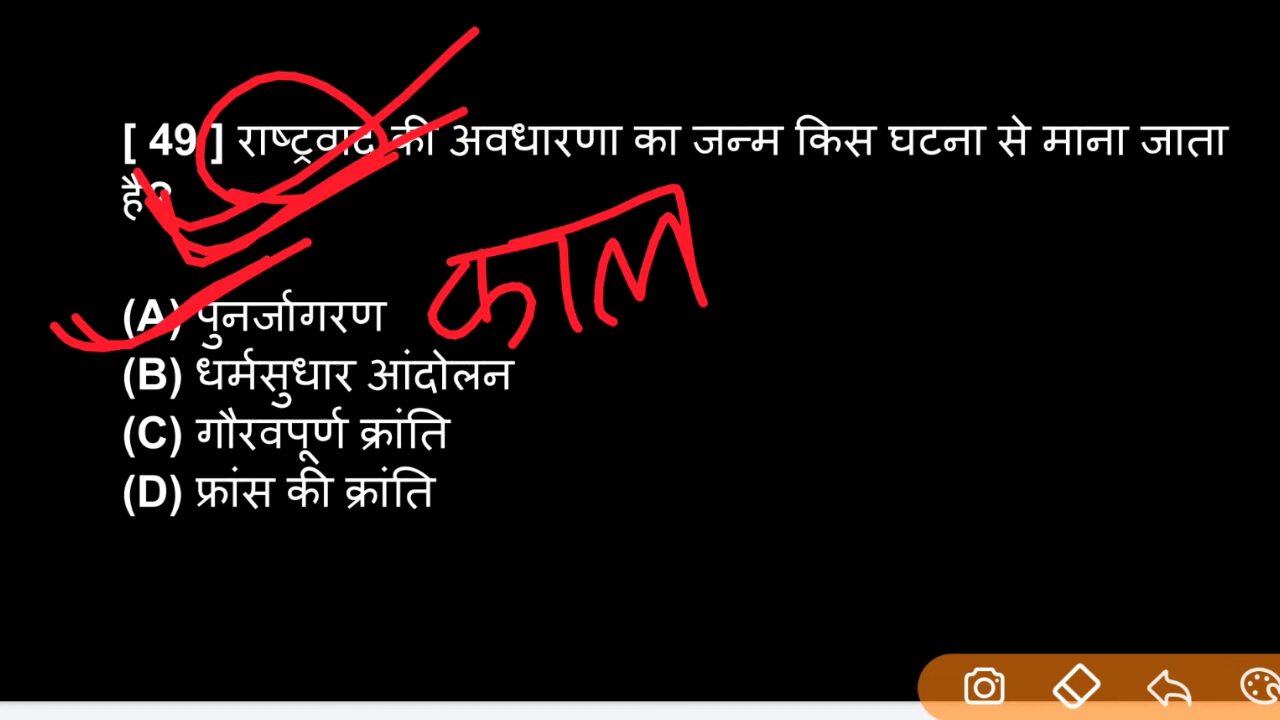 [ 49 ] राष्ट्रवाद की अवधारणा का जन्म किस घटना से माना जाता
है?
काल
(A) पुनर्जागरण
(B) धर्मसुधार आंदोलन
(C) गौरवपूर्ण क्रांति
(D) फ्रांस की क्रांति